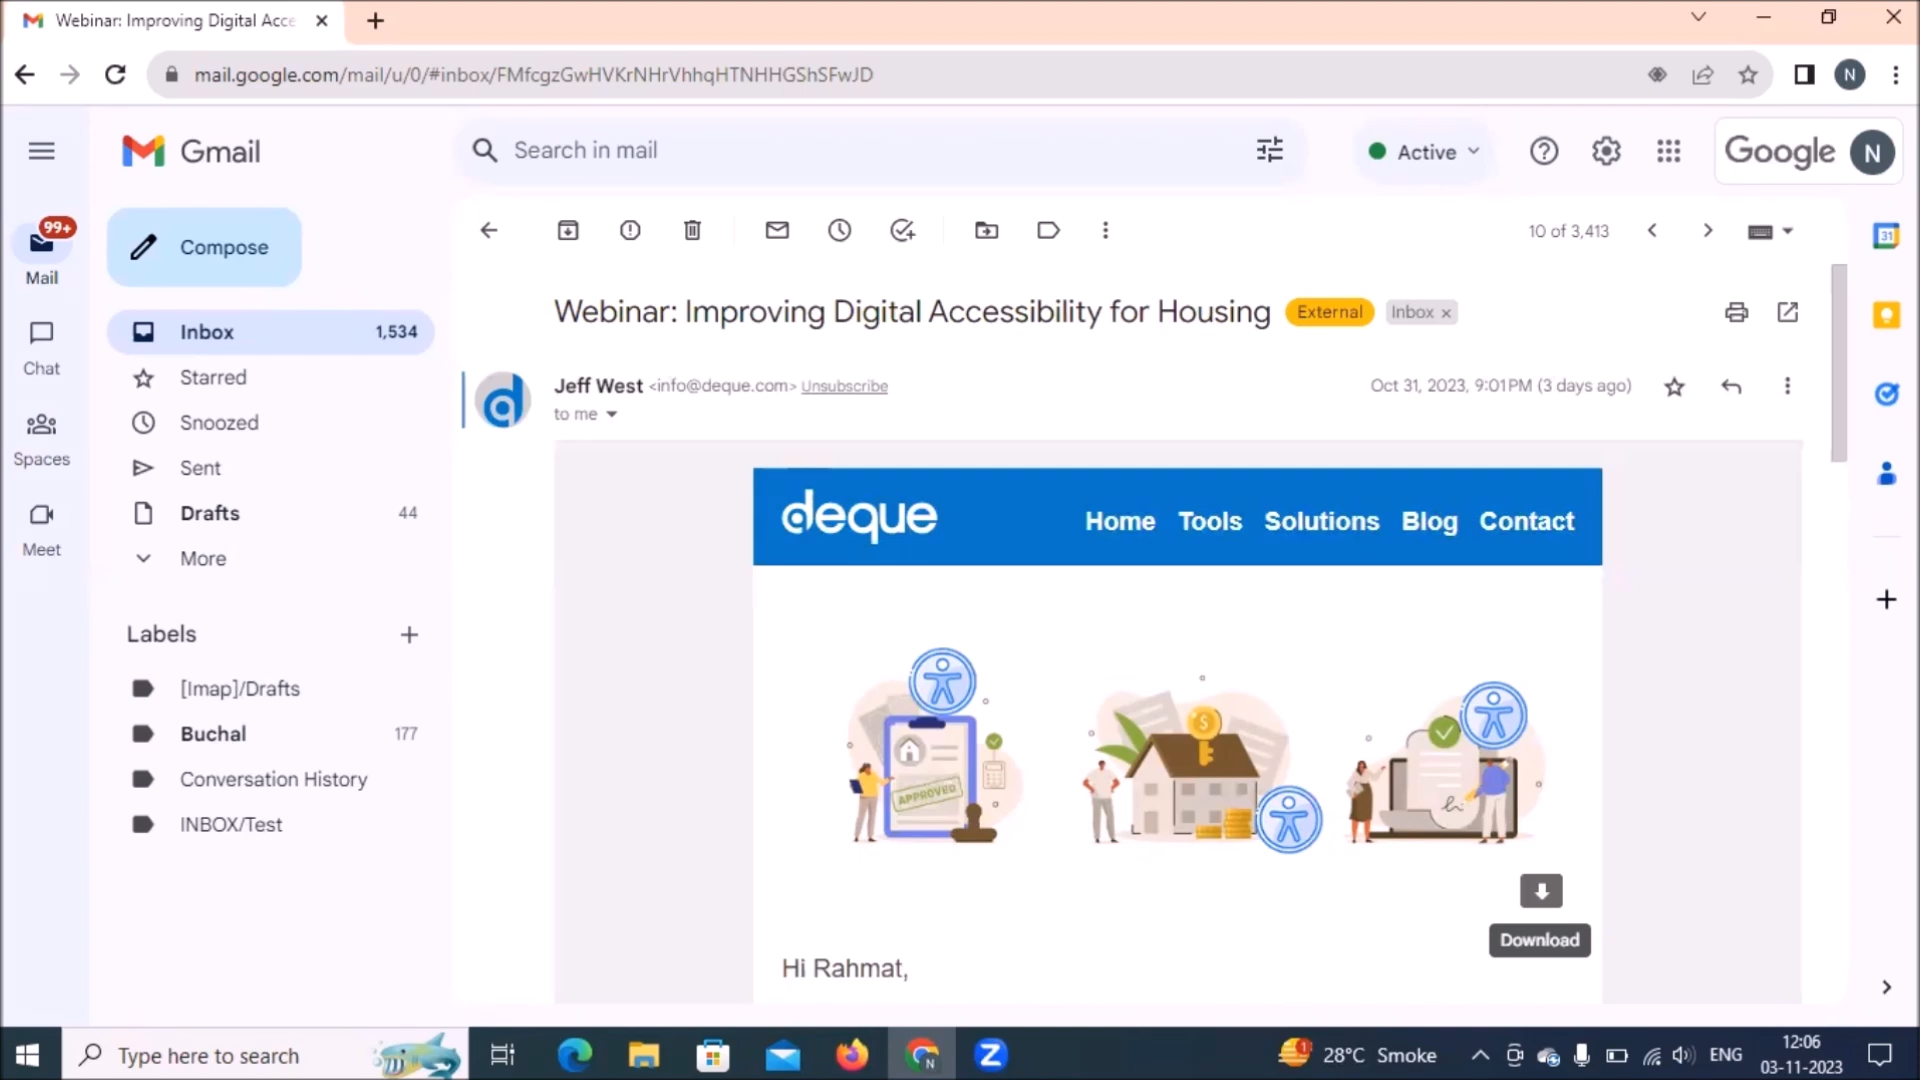 Webinar: Improving Digital Acce
mail.google.com/mail/u/0/#inbox/FMfcgzGwHVKrNHrVhhqHTNHHGShSFwJD
N
Gmail
Search in mail
Active
Google
N
99+
Mail
Chat
Spaces
Meet
Compose
Inbox 1,534
Starred
Snoozed
Sent
Drafts 44
More
Labels
[Imap]/Drafts
Buchal 177
Conversation History
INBOX/Test
10 of 3,413
Webinar: Improving Digital Accessibility for Housing External Inbox
Jeff West <info@deque.com> Unsubscribe
Oct 31, 2023, 9:01 PM (3 days ago)
to me
31
deque
Home Tools Solutions Blog Contact
APPROVED
Download
Hi Rahmat,
Type here to search
N
Z
1
28°C Smoke
ENG
12:06
03-11-2023